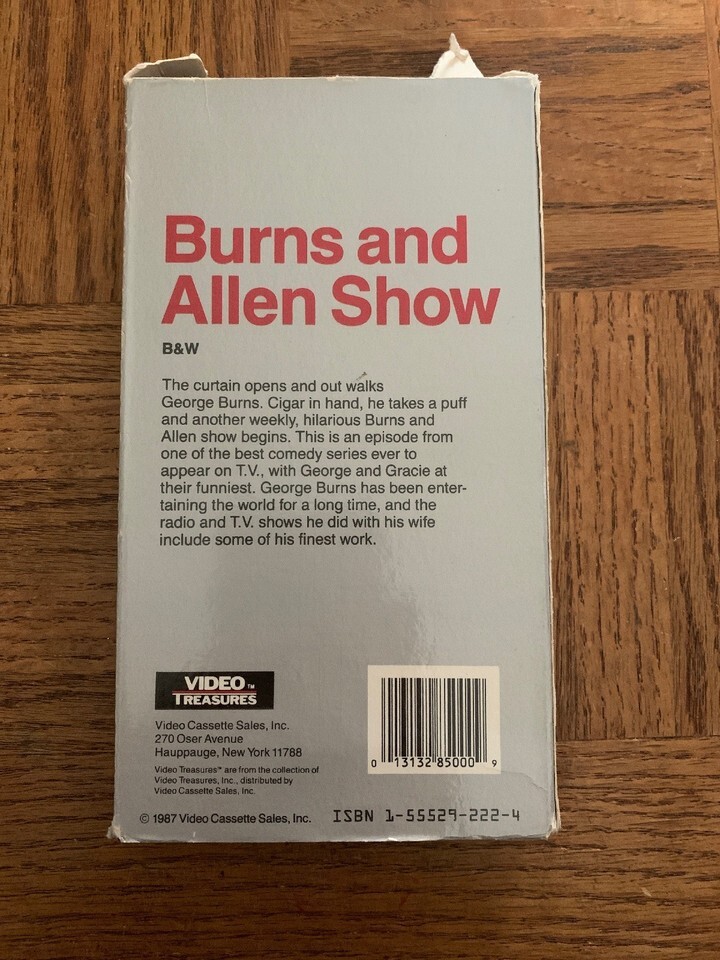 Burns and
Allen Show
B&W
The curtain opens and out walks
George Burns. Cigar in hand, he takes a puff
and another weekly, hilarious Burns and
Allen show begins. This is an episode from
one of the best comedy series ever to
appear on T.V., with George and Gracie at
their funniest. George Burns has been enter-
taining the world for a long time, and the
radio and T.V. shows he did with his wife
include some of his finest work.
VIDEO TM
TREASURES
Video Cassette Sales, Inc.
270 Oser Avenue
Hauppauge, New York 11788
Video Treasures™ are from the collection of
Video Treasures, Inc., distributed by
Video Cassette Sales, Inc.
0 13132 85000 9
© 1987 Video Cassette Sales, Inc.
ISBN 1-55529-222-4